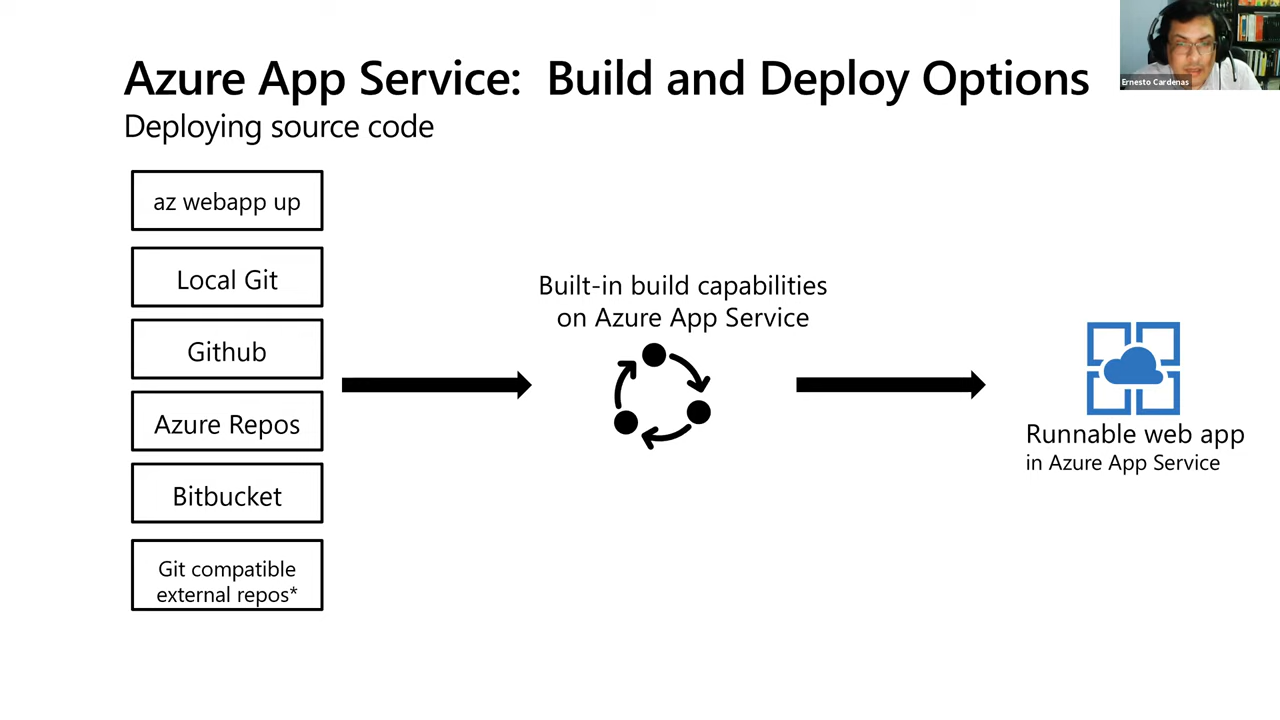 Azure App Service:  Build and Deploy Options
Deploying source code
Ernesto Cardenas
az webapp up
Local Git
Github
Azure Repos
Bitbucket
Git compatible
external repos*
Built-in build capabilities
on Azure App Service
Runnable web app
in Azure App Service